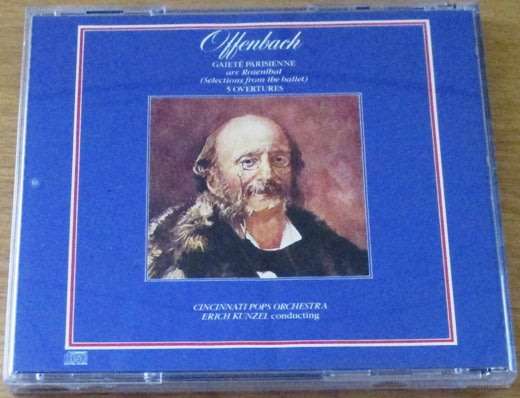 Offenbach
GAIETÉ PARISIENNE
arr Rosenthal
(Selections from the ballet)
5 OVERTURES
CINCINNATI POPS ORCHESTRA
ERICH KUNZEL conducting